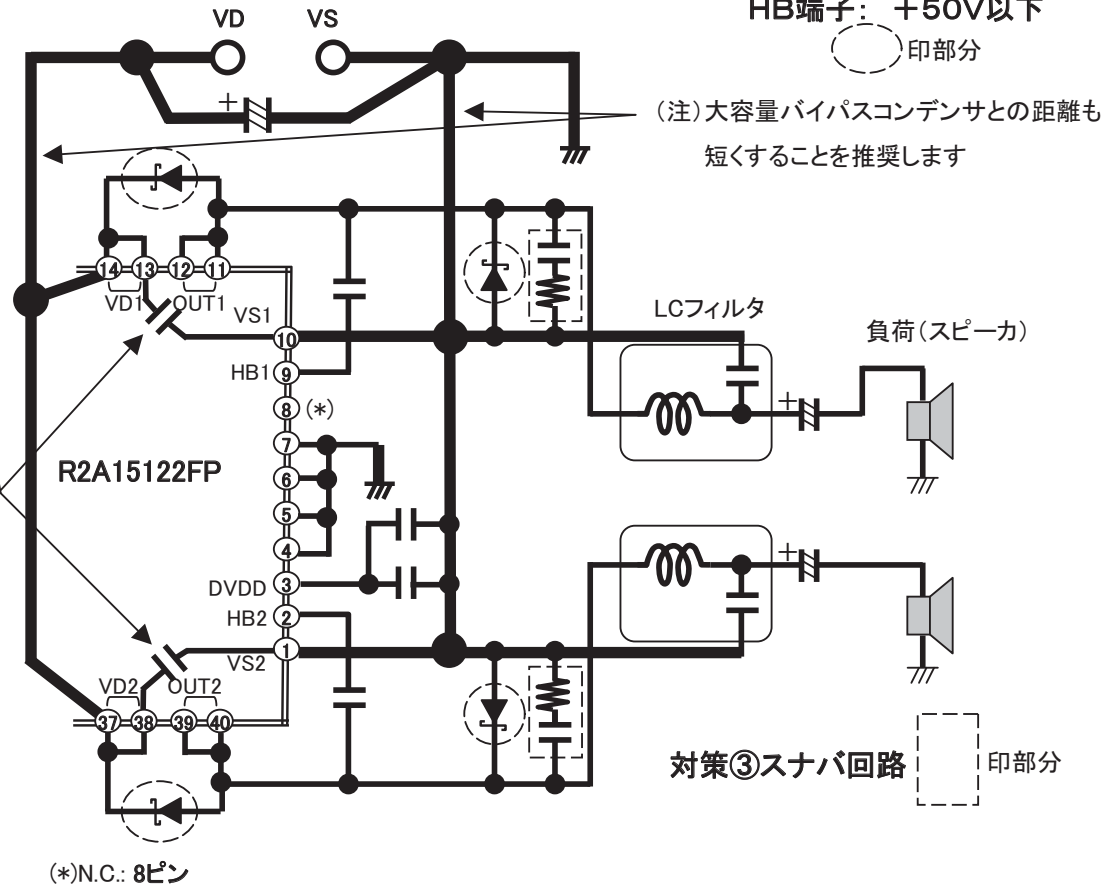 HB端子： ＋50V以下
印部分
VD
VS
+
（注）大容量バイパスコンデンサとの距離も
短くすることを推奨します
14
13
12
11
VD1
OUT1
VS1
10
HB1
9
8
(*)
7
6
5
4
R2A15122FP
DVDD
3
HB2
2
1
VS2
VD2
OUT2
37
38
39
40
LCフィルタ
負荷（スピーカ）
+
+
対策③スナバ回路
印部分
(*)N.C.: 8ピン